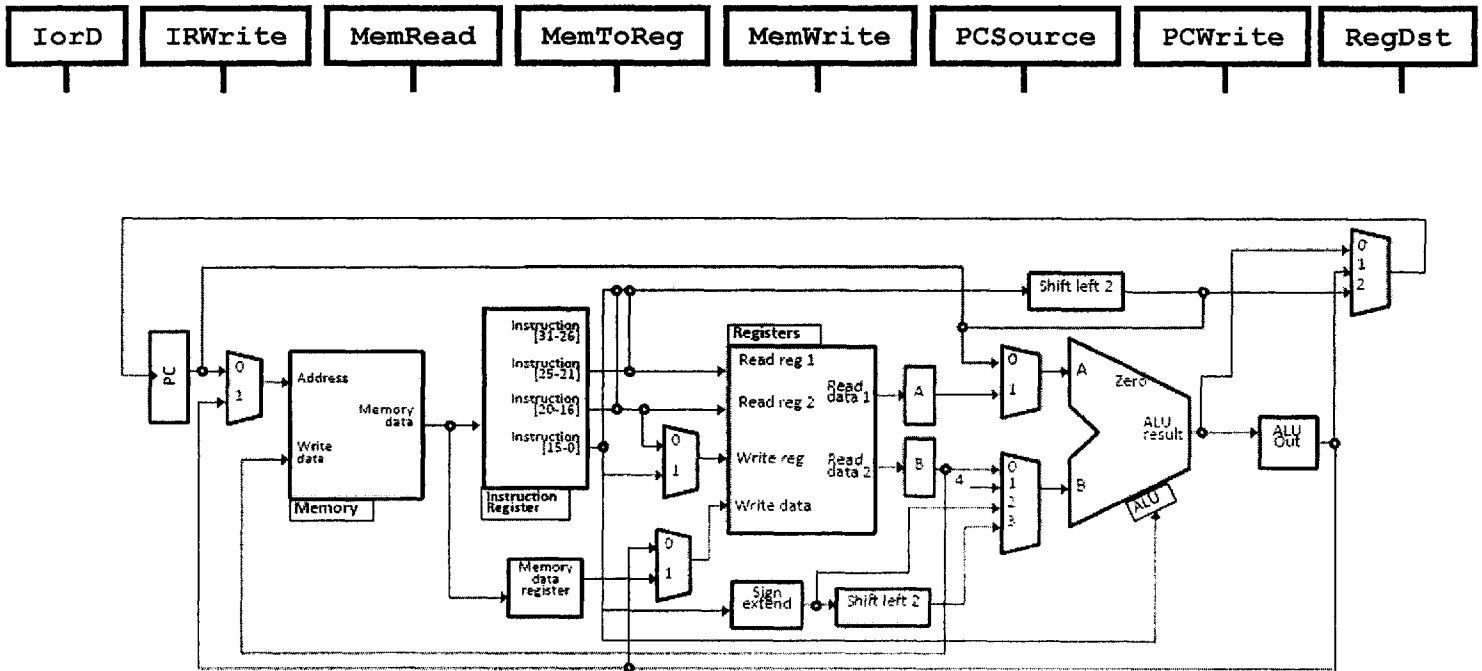 IorD
IRWrite
MemRead
MemToReg
MemWrite
PCSource
PCWrite
RegDst
0
1
2
Shift left 2
PC
0
1
Address
Memory
data
Write
data
Memory
Instruction
[31-26]
Instruction
[25-21]
Instruction
[20-16]
Instruction
[15-0]
Instruction
Register
0
1
0
1
Memory
data
register
Registers
Read reg 1
Read reg 2
Write reg
Write data
Read
data 1
Read
data 2
A
B
4
0
1
0
1
2
3
Sign
extend
Shift left 2
A
B
Zero
ALU
result
ALU
ALU
Out